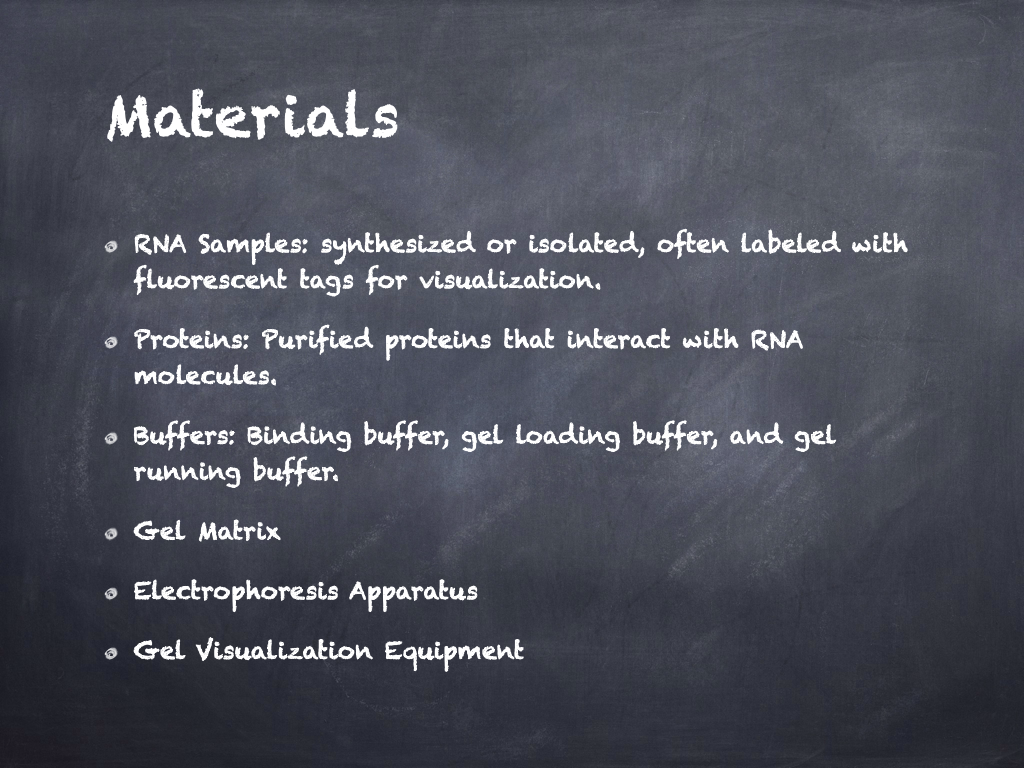 Materials
RNA Samples: synthesized or isolated, often labeled with
fluorescent tags for visualization.
Proteins: Purified proteins that interact with RNA
molecules.
Buffers: Binding buffer, gel loading buffer, and gel
running buffer.
Gel Matrix
Electrophoresis Apparatus
Gel Visualization Equipment